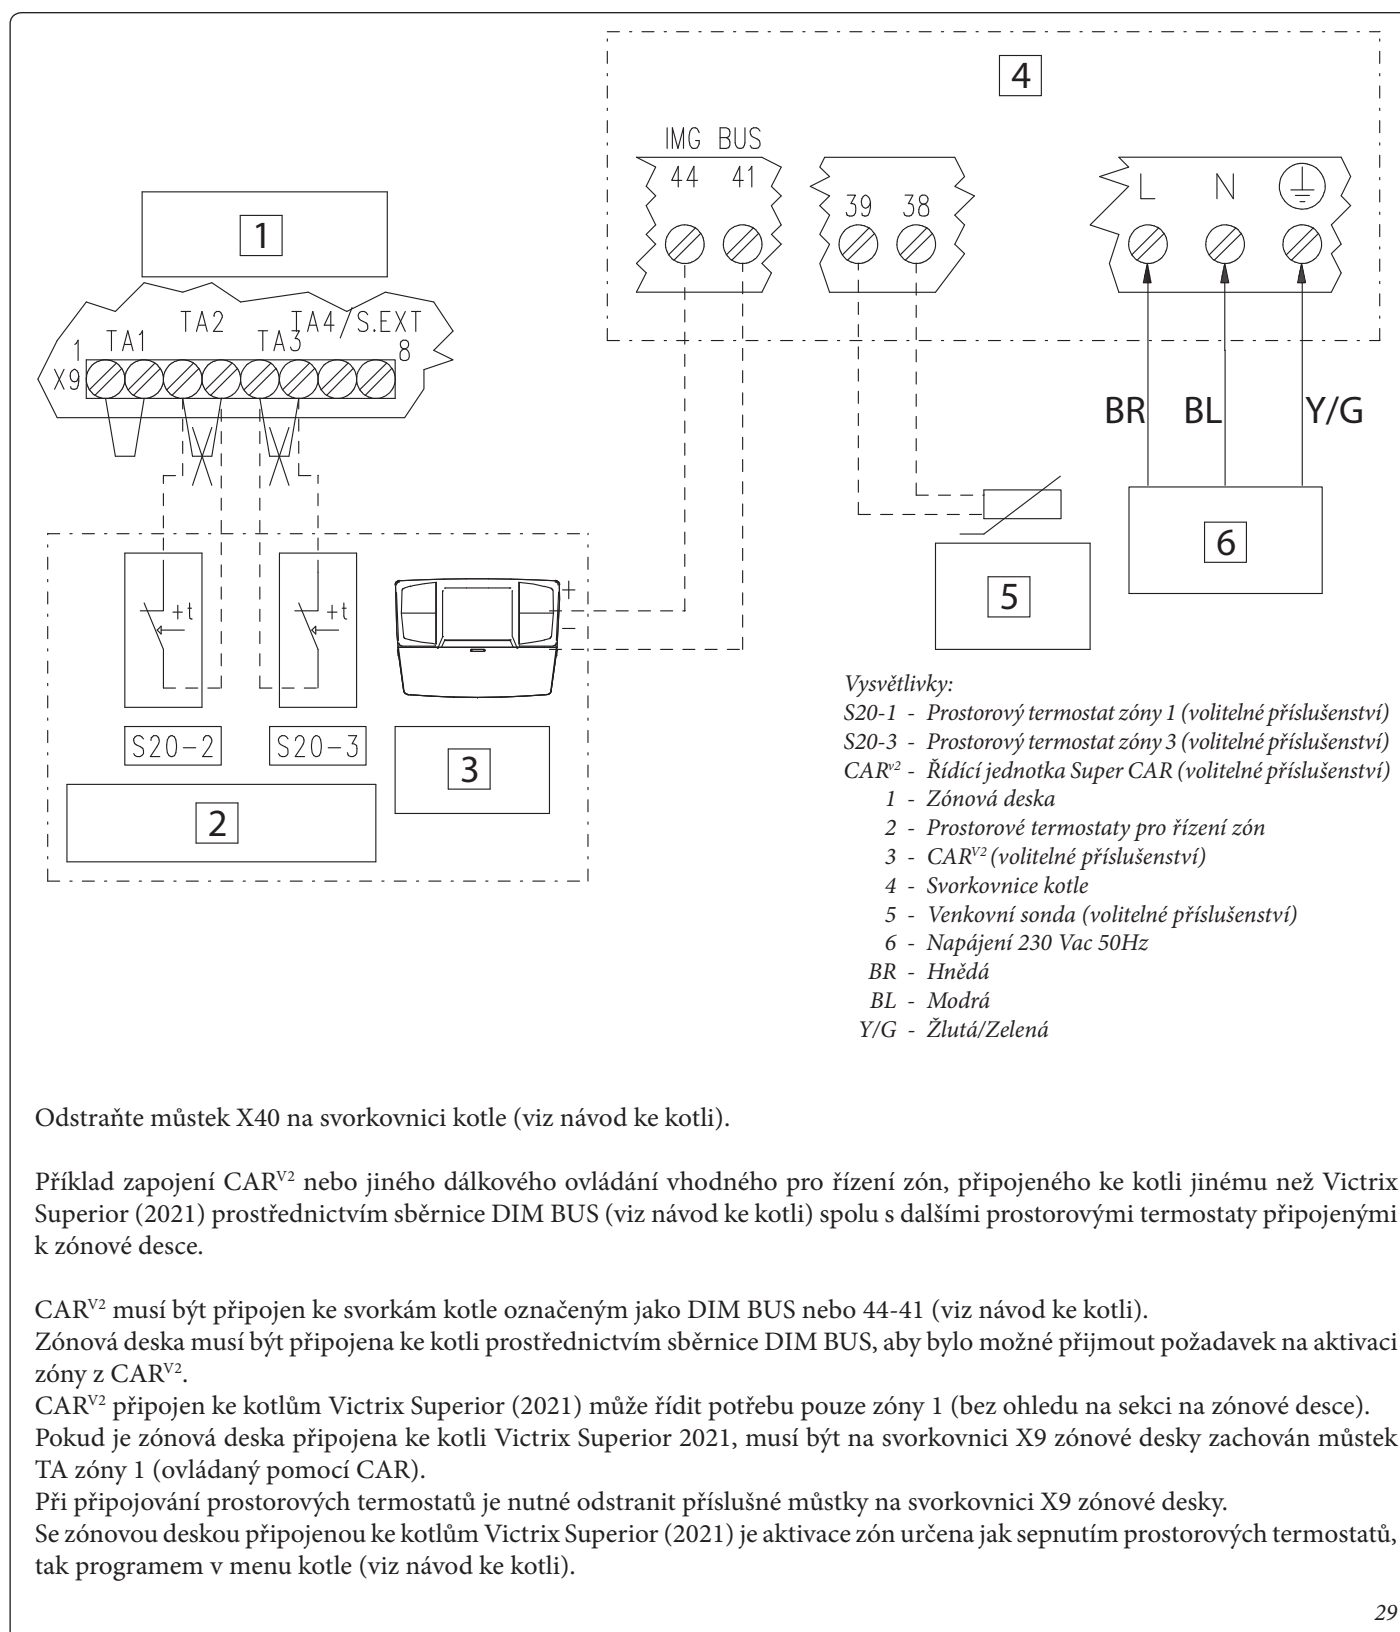 4
IMG BUS
44 41
39 38
L N
1
TA1 TA2 TA3 TA4/S.EXT
1 8
X9
BR BL Y/G
+t +t
+
-
S20-2 S20-3
3
2
5
6
Vysvětlivky:
S20-1 - Prostorový termostat zóny 1 (volitelné příslušenství)
S20-3 - Prostorový termostat zóny 3 (volitelné příslušenství)
CARv2 - Řídící jednotka Super CAR (volitelné příslušenství)
1 - Zónová deska
2 - Prostorové termostaty pro řízení zón
3 - CARV2 (volitelné příslušenství)
4 - Svorkovnice kotle
5 - Venkovní sonda (volitelné příslušenství)
6 - Napájení 230 Vac 50Hz
BR - Hnědá
BL - Modrá
Y/G - Žlutá/Zelená
Odstraňte můstek X40 na svorkovnici kotle (viz návod ke kotli).
Příklad zapojení CARV2 nebo jiného dálkového ovládání vhodného pro řízení zón, připojeného ke kotli jinému než Victrix
Superior (2021) prostřednictvím sběrnice DIM BUS (viz návod ke kotli) spolu s dalšími prostorovými termostaty připojenými
k zónové desce.
CARV2 musí být připojen ke svorkám kotle označeným jako DIM BUS nebo 44-41 (viz návod ke kotli).
Zónová deska musí být připojena ke kotli prostřednictvím sběrnice DIM BUS, aby bylo možné přijmout požadavek na aktivaci
zóny z CARV2.
CARV2 připojen ke kotlům Victrix Superior (2021) může řídit potřebu pouze zóny 1 (bez ohledu na sekci na zónové desce).
Pokud je zónová deska připojena ke kotli Victrix Superior 2021, musí být na svorkovnici X9 zónové desky zachován můstek
TA zóny 1 (ovládaný pomocí CAR).
Při připojování prostorových termostatů je nutné odstranit příslušné můstky na svorkovnici X9 zónové desky.
Se zónovou deskou připojenou ke kotlům Victrix Superior (2021) je aktivace zón určena jak sepnutím prostorových termostatů,
tak programem v menu kotle (viz návod ke kotli).
29